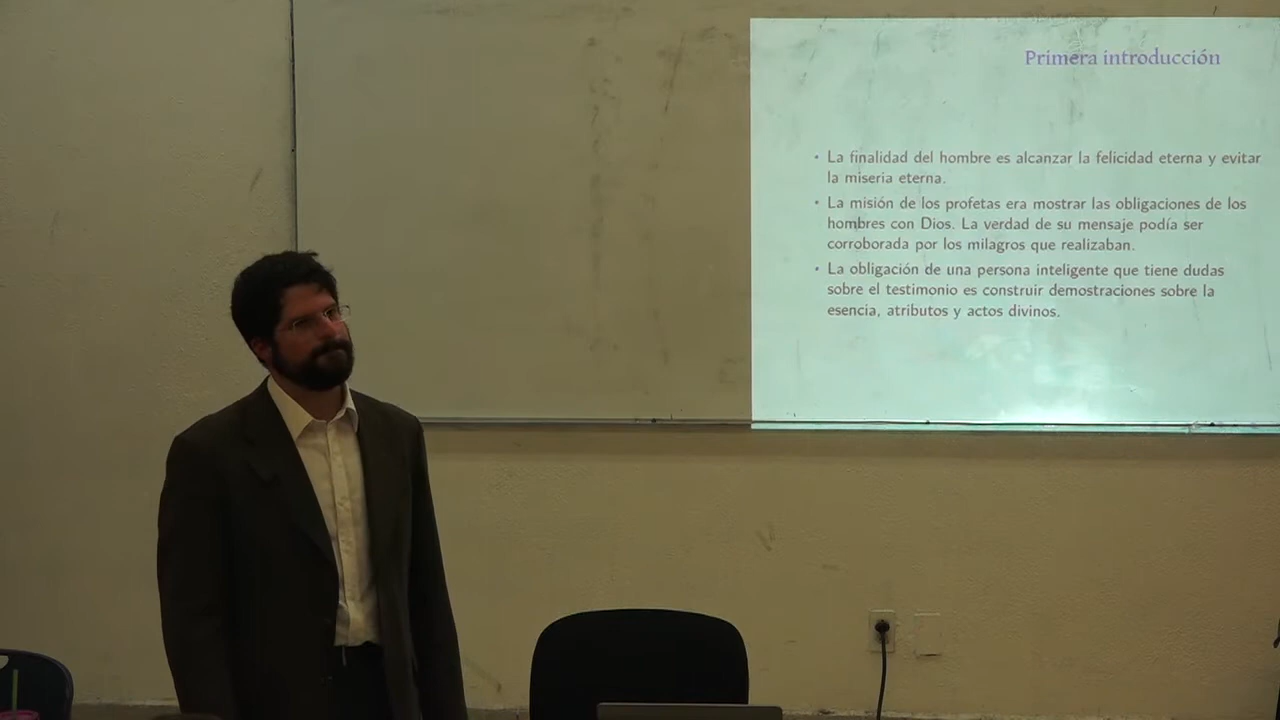 Primera introducción
• La finalidad del hombre es alcanzar la felicidad eterna y evitar
la miseria eterna.
• La misión de los profetas era mostrar las obligaciones de los
hombres con Dios. La verdad de su mensaje podía ser
corroborada por los milagros que realizaban.
• La obligación de una persona inteligente que tiene dudas
sobre el testimonio es construir demostraciones sobre la
esencia, atributos y actos divinos.